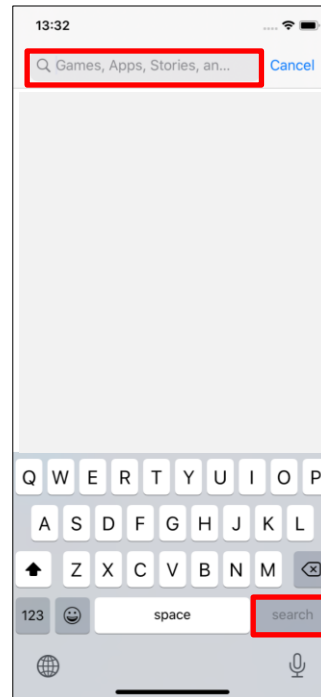 13:32
Games, Apps, Stories, an...
Cancel
Q W E R T Y U I O P
A S D F G H J K L
Z X C V B N M
123 space search